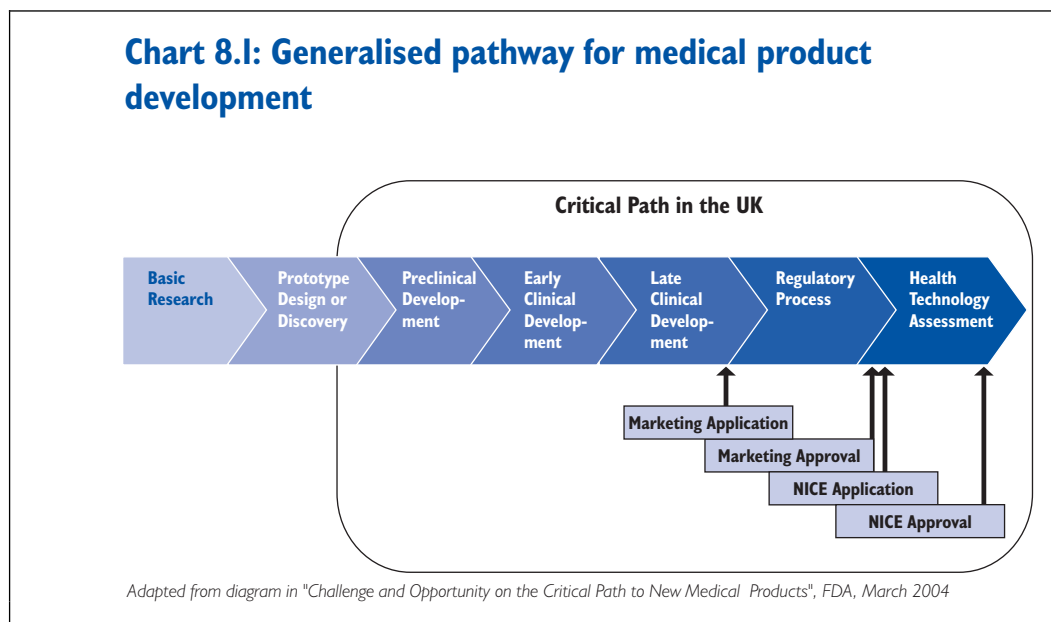 Chart 8.1: Generalised pathway for medical product
development
Critical Path in the UK
Basic
Research
Prototype
Design or
Discovery
Preclinical
Develop-
ment
Early
Clinical
Develop-
ment
Late
Clinical
Develop-
ment
Regulatory
Process
Health
Technology
Assessment
Marketing Application
Marketing Approval
NICE Application
NICE Approval
Adapted from diagram in "Challenge and Opportunity on the Critical Path to New Medical Products", FDA, March 2004